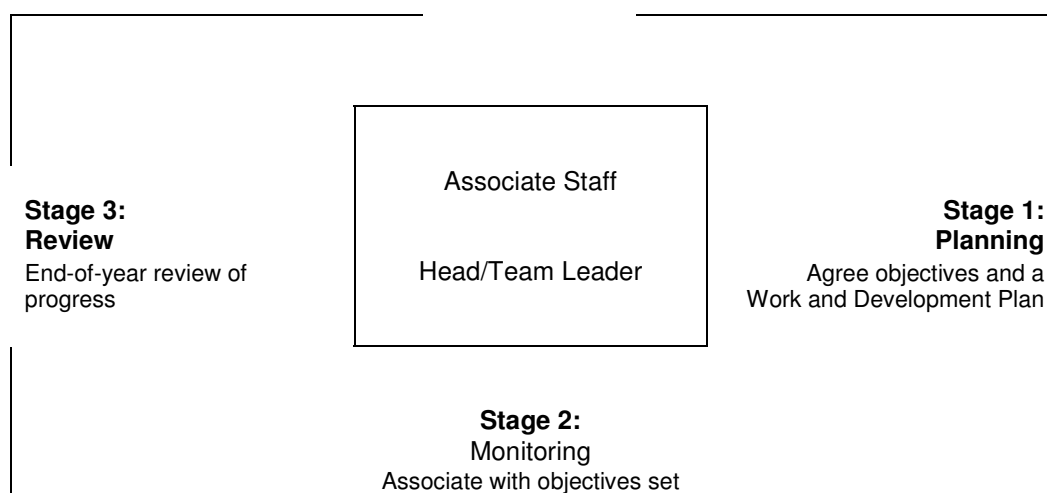 Associate Staff
Head/Team Leader
Stage 3:
Review
End-of-year review of
progress
Stage 1:
Planning
Agree objectives and a
Work and Development Plan
Stage 2:
Monitoring
Associate with objectives set